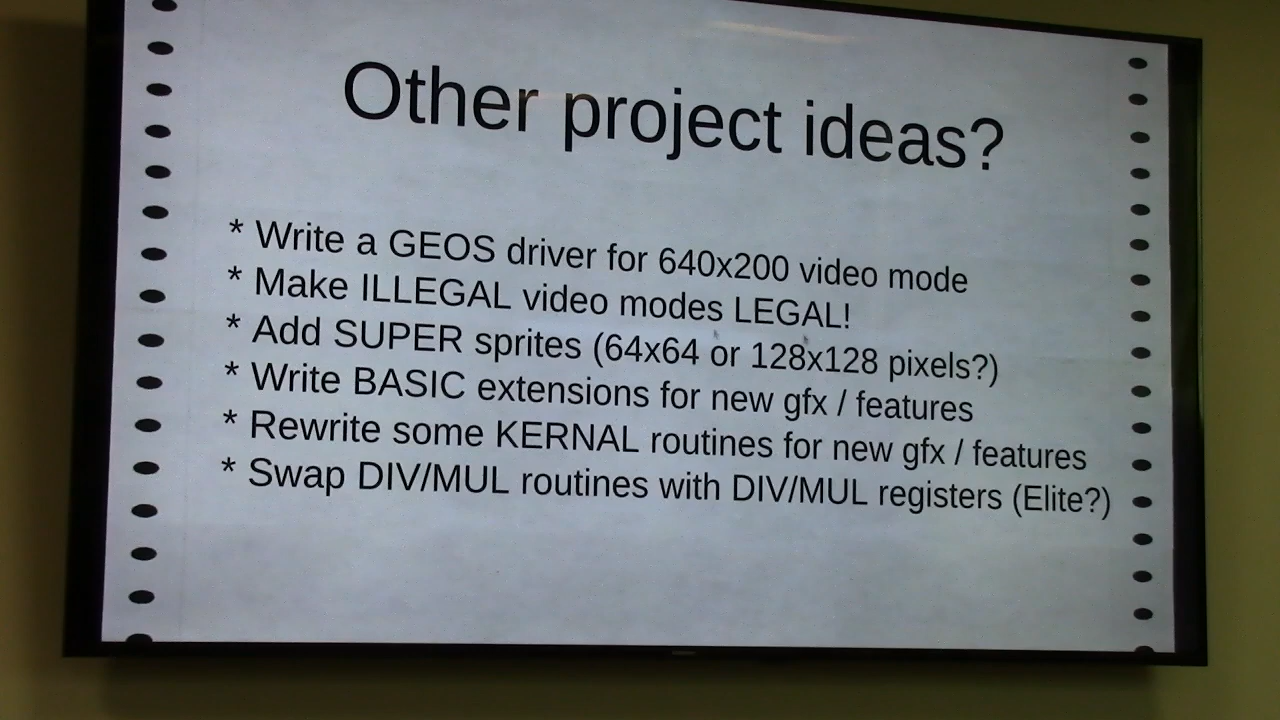 Other project ideas?
* Write a GEOS driver for 640x200 video mode
* Make ILLEGAL video modes LEGAL!
* Add SUPER sprites (64x64 or 128x128 pixels?)
* Write BASIC extensions for new gfx / features
* Rewrite some KERNAL routines for new gfx / features
* Swap DIV/MUL routines with DIV/MUL registers (Elite?)